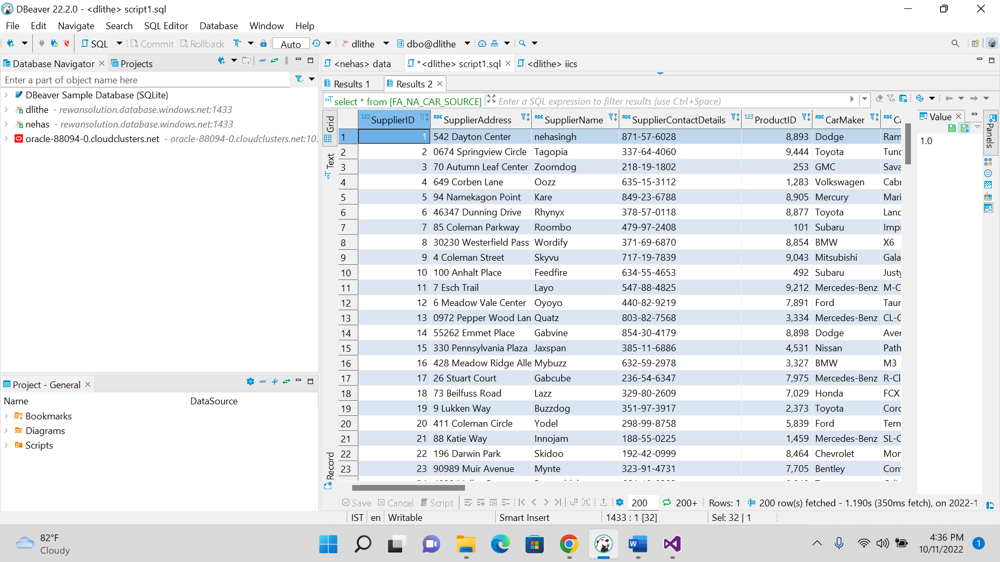 DBeaver 22.2.0 - <dlithe> script1.sql
File Edit Navigate Search SQL Editor Database Window Help
SQL Commit Rollback Auto dlithe dbo@dlithe
Database Navigator Projects
<nehas> data *<dlithe> script1.sql <dlithe> iics
Enter a part of object name here
DBeaver Sample Database (SQLite)
dlithe - rewansolution.database.windows.net:1433
nehas - rewansolution.database.windows.net:1433
oracle-88094-0.cloudclusters.net - oracle-88094-0.cloudclusters.net:103
Project - General
Name DataSource
Bookmarks
Diagrams
Scripts
Results 1 Results 2
select * from [FA_NA_CAR_SOURCE] Enter a SQL expression to filter results (use Ctrl+Space)
Grid
Text
Record
123 SupplierID ABC SupplierAddress ABC SupplierName ABC SupplierContactDetails 123 ProductID ABC CarMaker ABC Ca
1 1 542 Dayton Center nehasingh 871-57-6028 8,893 Dodge Ram
2 2 0674 Springview Circle Tagopia 337-64-4060 9,444 Toyota Tunc
3 3 70 Autumn Leaf Center Zoomdog 218-19-1802 253 GMC Sava
4 4 649 Corben Lane Oozz 635-15-3112 1,283 Volkswagen Cabr
5 5 94 Namekagon Point Kare 849-23-6788 8,905 Mercury Mari
6 6 46347 Dunning Drive Rhynyx 378-57-0118 8,877 Toyota Lanc
7 7 85 Coleman Parkway Roombo 479-97-2408 101 Subaru Impr
8 8 30230 Westerfield Pass Wordify 371-69-6870 8,854 BMW X6
9 9 4 Coleman Street Skyvu 717-19-7839 9,043 Mitsubishi Gala
10 10 100 Anhalt Place Feedfire 634-55-4653 492 Subaru Justy
11 11 7 Esch Trail Layo 547-88-4825 9,212 Mercedes-Benz M-C
12 12 6 Meadow Vale Center Oyoyo 440-82-9219 7,891 Ford Taur
13 13 0972 Pepper Wood Lan Quatz 803-82-7568 3,334 Mercedes-Benz CL-C
14 14 55262 Emmet Place Gabvine 854-30-4179 8,898 Dodge Aven
15 15 330 Pennsylvania Plaza Jaxspan 385-11-6886 4,531 Nissan Path
16 16 428 Meadow Ridge Alle Mybuzz 632-59-2978 3,327 BMW M3
17 17 26 Stuart Court Gabcube 236-54-6347 7,975 Mercedes-Benz R-Cl
18 18 73 Beilfuss Road Lazz 329-80-2609 7,029 Honda FCX
19 19 9 Lukken Way Buzzdog 351-97-3917 2,373 Toyota Corc
20 20 411 Coleman Circle Yodel 298-99-8758 5,839 Ford Tem
21 21 88 Katie Way Innojam 188-55-0225 1,459 Mercedes-Benz SL-C
22 22 196 Darwin Park Skidoo 192-42-0999 8,464 Chevrolet Mor
23 23 90989 Muir Avenue Mynte 323-91-4731 7,705 Bentley Cont
Value
1.0
Panels
Save Cancel Script 200 200+ Rows: 1 200 row(s) fetched - 1.190s (350ms fetch), on 2022-1
IST en Writable Smart Insert 1433 : 1 [32] Sel: 32 | 1
82°F
Cloudy
4:36 PM
10/11/2022
1